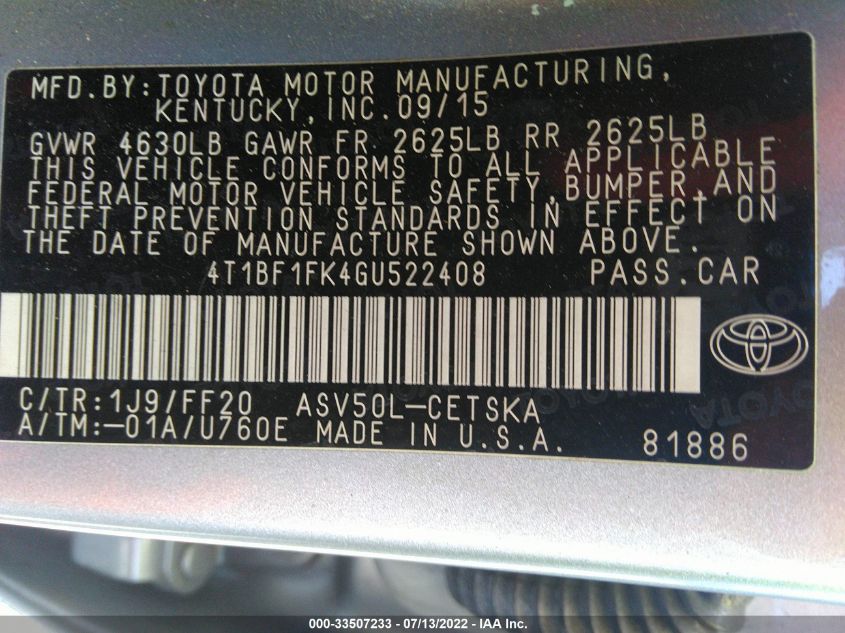 MFD.BY:TOYOTA MOTOR MANUFACTURING,
KENTUCKY,INC.09/15
GVWR 4630LB GAWR FR 2625LB RR 2625LB
THIS VEHICLE CONFORMS TO ALL APPLICABLE
FEDERAL MOTOR VEHICLE SAFETY,BUMPER,AND
THEFT PREVENTION STANDARDS IN EFFECT ON
THE DATE OF MANUFACTURE SHOWN ABOVE.
4T1BF1FK4GU522408 PASS.CAR
C/TR:1J9/FF20 ASV50L-CETSKA
A/TM:-01A/U760E MADE IN U.S.A. 81886
000-33507233 - 07/13/2022 - IAA Inc.